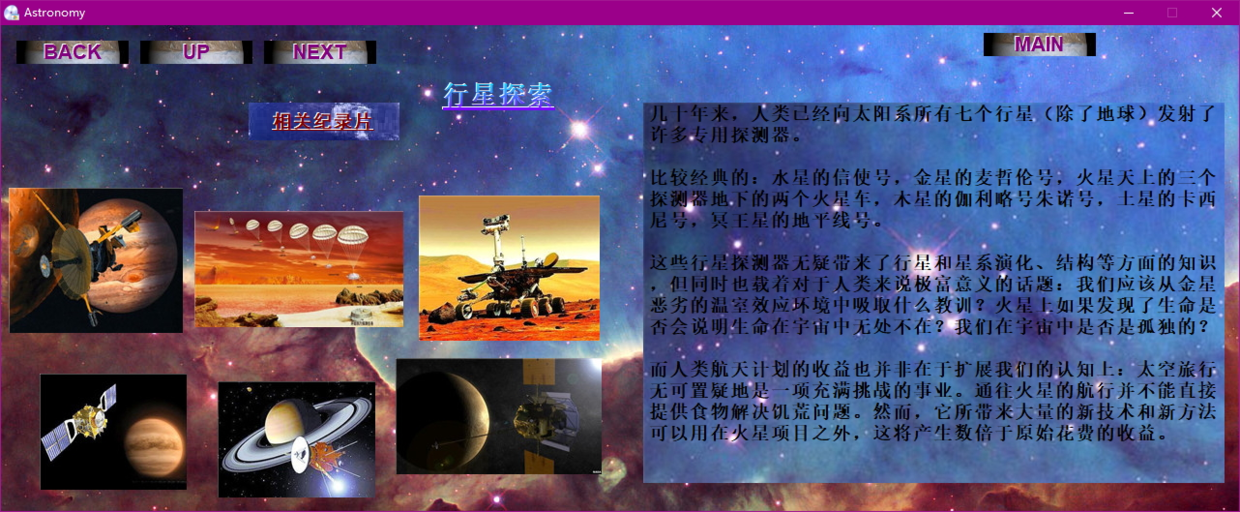 Astronomy
BACK
UP
NEXT
MAIN
行星探索
相关纪录片
几十年来，人类已经向太阳系所有七个行星（除了地球）发射了
许多专用探测器。
比较经典的：水星的信使号，金星的麦哲伦号，火星天上的三个
探测器地下的两个火星车，木星的伽利略号朱诺号，土星的卡西
尼号，冥王星的地平线号。
这些行星探测器无疑带来了行星和星系演化、结构等方面的知识
，但同时也载着对于人类来说极富意义的话题：我们应该从金星
恶劣的温室效应环境中吸取什么教训？火星上如果发现了生命是
否会说明生命在宇宙中无处不在？我们在宇宙中是否是孤独的？
而人类航天计划的收益也并非在于扩展我们的认知上：太空旅行
无可置疑地是一项充满挑战的事业。通往火星的航行并不能直接
提供食物解决饥荒问题。然而，它所带来大量的新技术和新方法
可以用在火星项目之外，这将产生数倍于原始花费的收益。